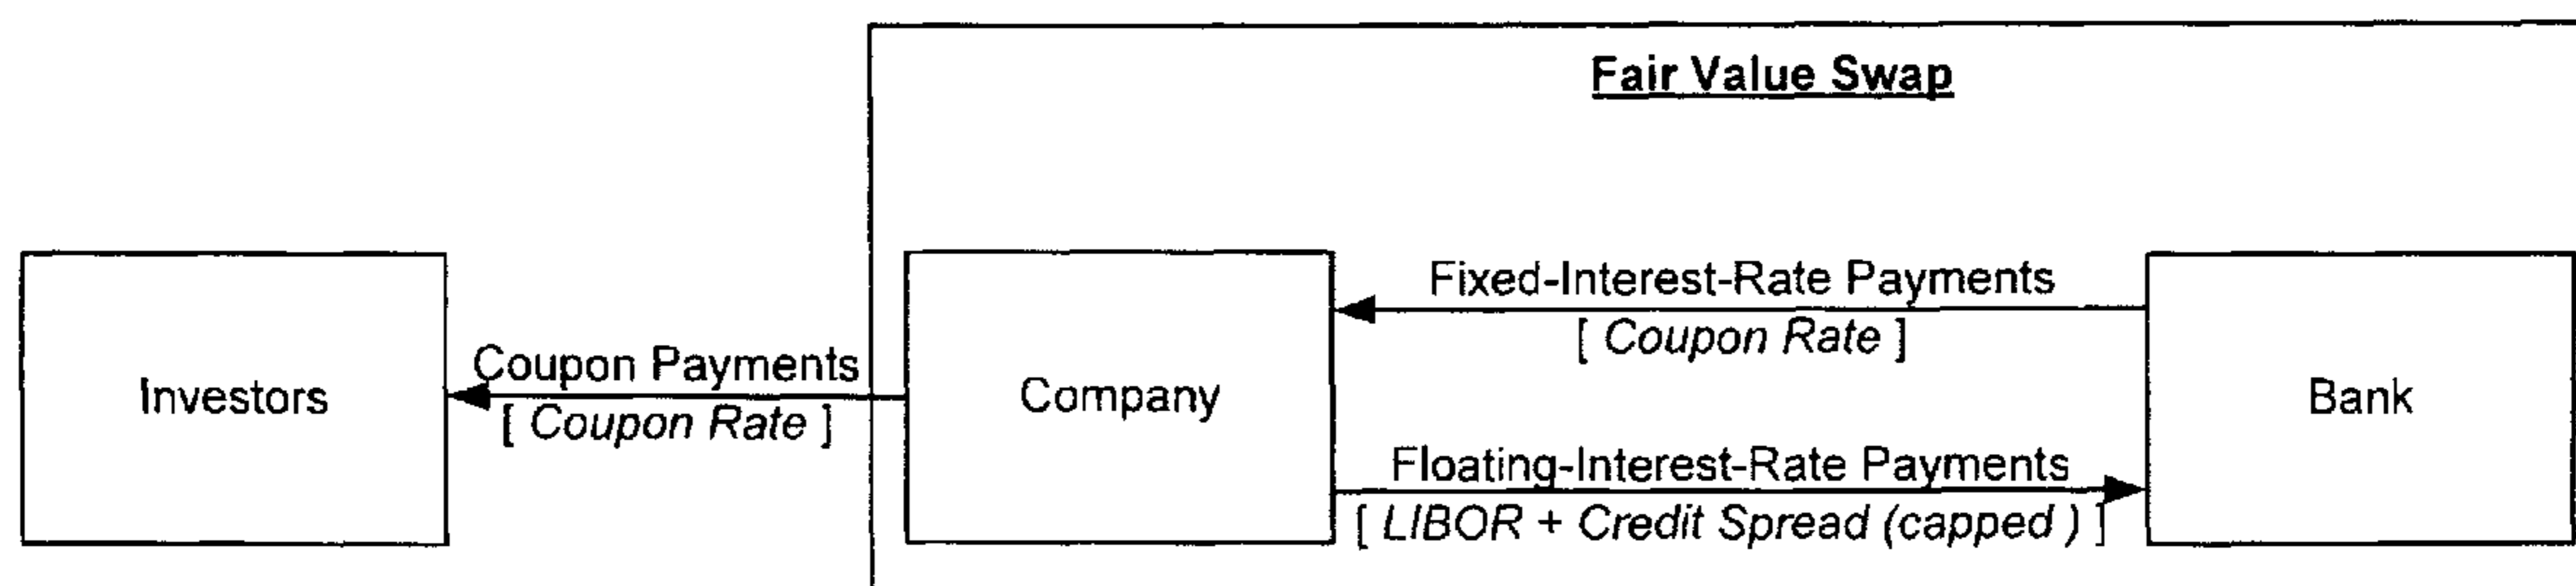 Fair Value Swap
Investors
Coupon Payments
[ Coupon Rate ]
Company
Fixed-Interest-Rate Payments
[ Coupon Rate ]
Floating-Interest-Rate Payments
[ LIBOR + Credit Spread (capped ) ]
Bank